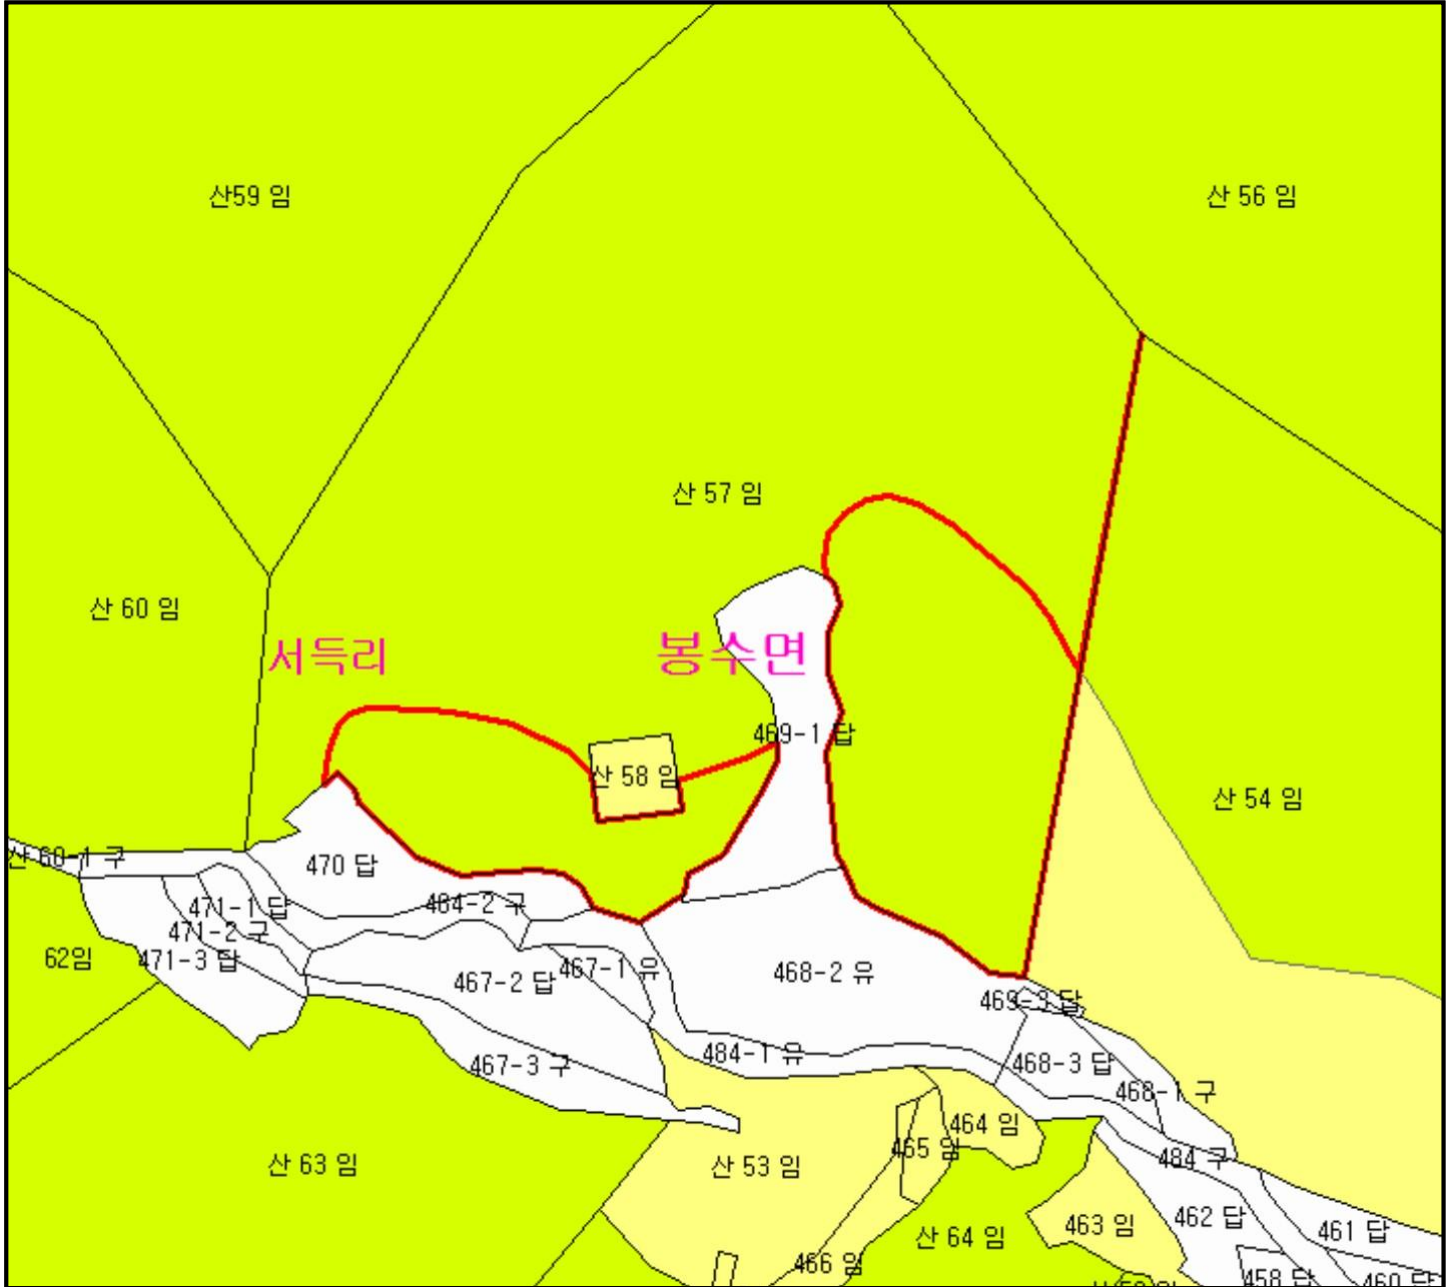 산59 임
산 56 임
산 57 임
산 60 임
서득리
봉수면
469-1 답
산 58 임
산 54 임
산 60-1 구
470 답
484-2 구
471-1 답
471-2 구
471-3 답
62임
467-2 답
467-1 유
468-2 유
469-3 답
484-1 유
467-3 구
468-3 답
468-1 구
464 임
465 임
산 63 임
산 53 임
484 구
462 답
463 임
461 답
산 64 임
466 임
458 답
460 답